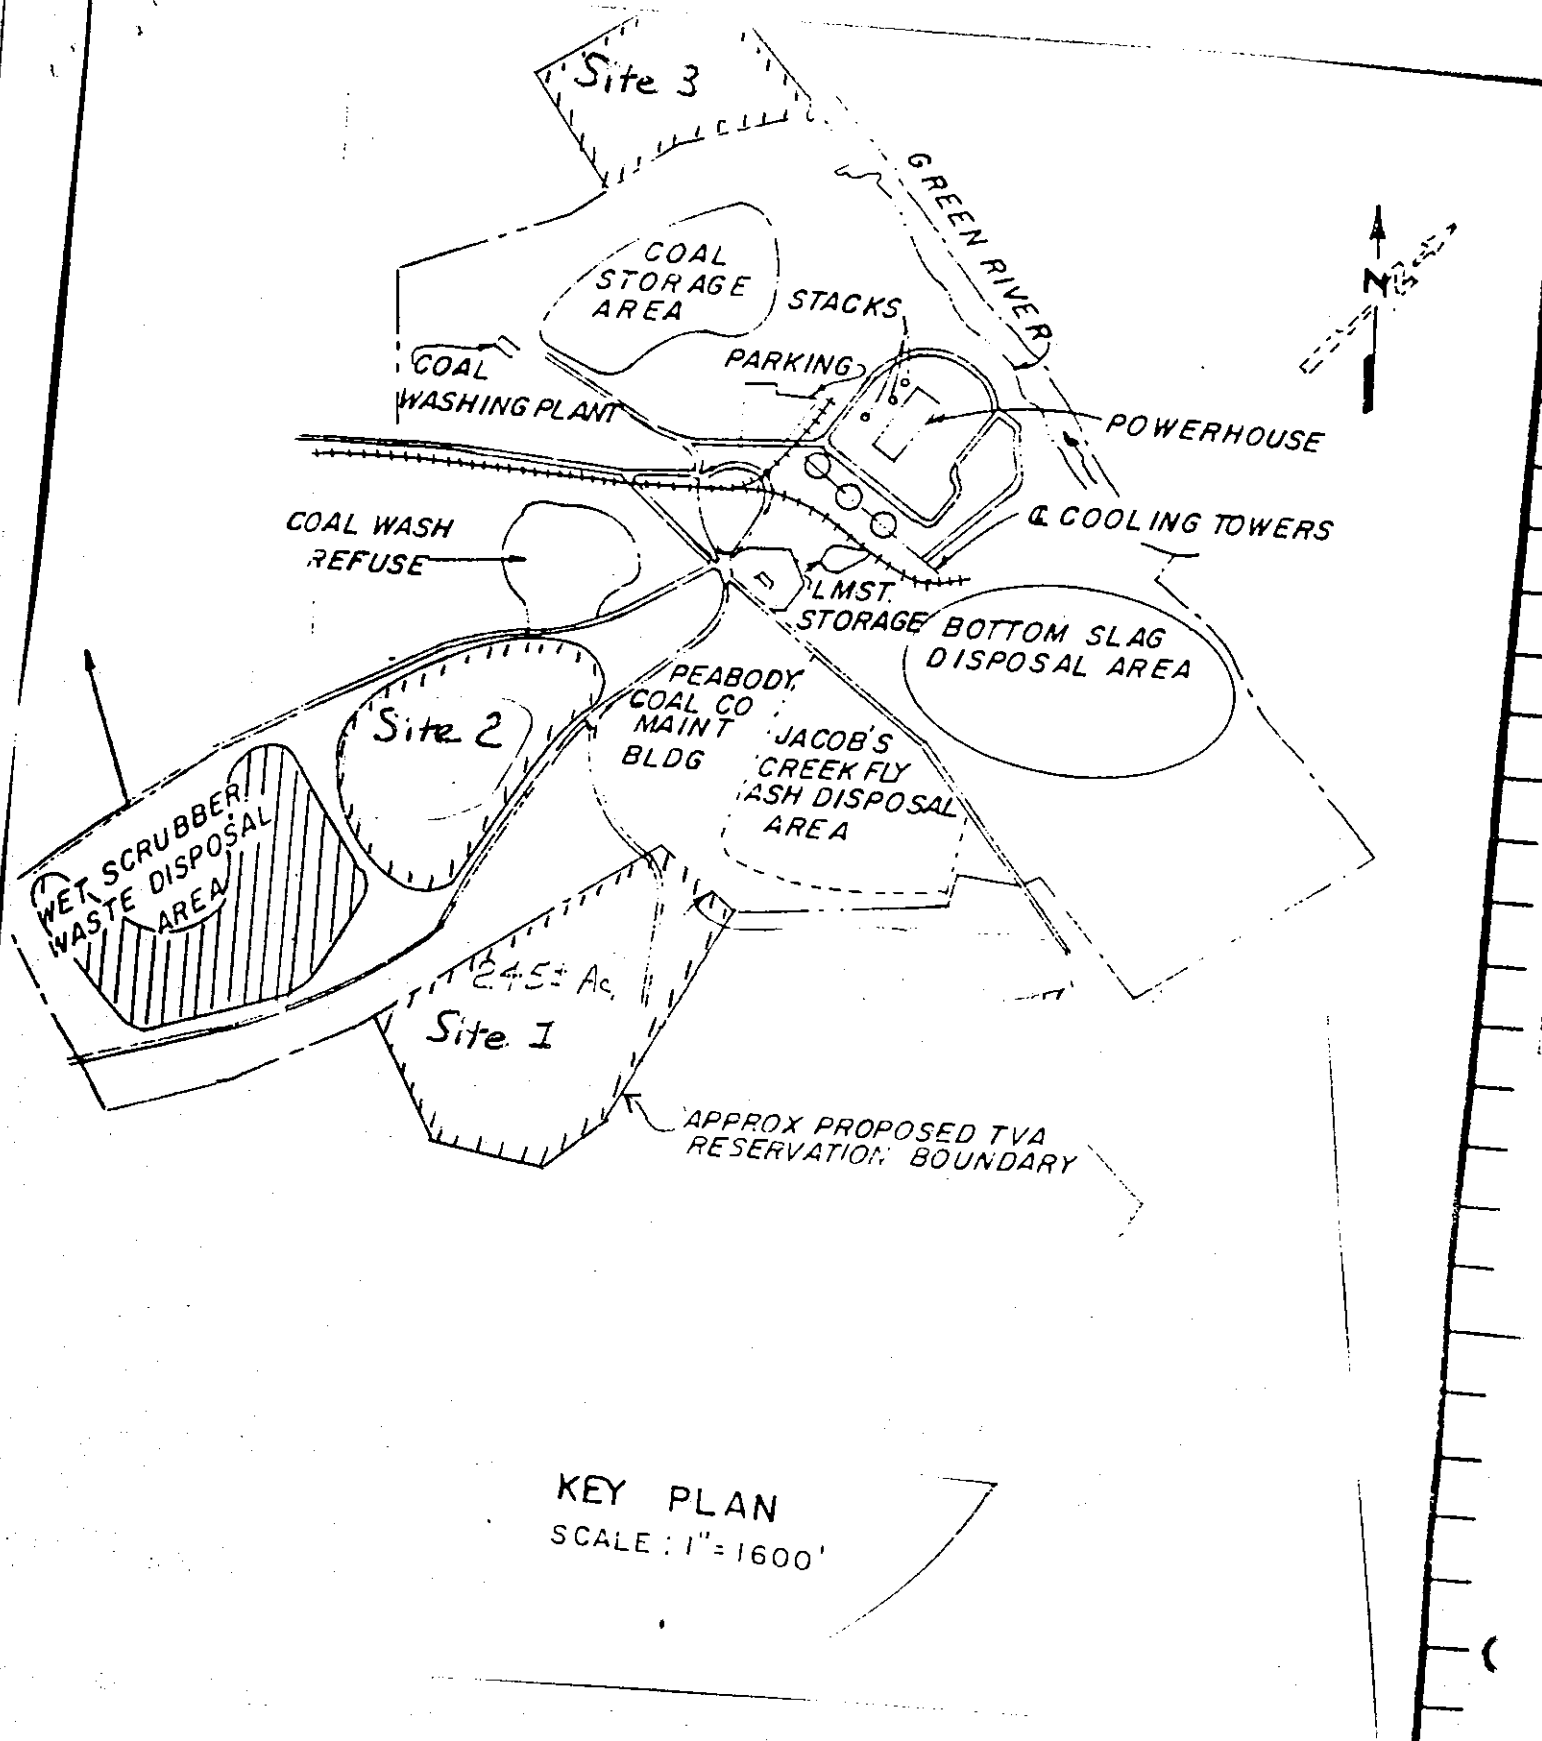 Site 3
GREEN RIVER
COAL
STORAGE
AREA
STACKS
N
PARKING
COAL
WASHING PLANT
POWERHOUSE
COAL WASH
REFUSE
℄ COOLING TOWERS
LMST.
STORAGE
BOTTOM SLAG
DISPOSAL AREA
PEABODY
COAL CO
MAINT
BLDG
Site 2
JACOB'S
CREEK FLY
ASH DISPOSAL
AREA
WET SCRUBBER
WASTE DISPOSAL
AREA
245± Ac.
Site I
APPROX PROPOSED TVA
RESERVATION BOUNDARY
KEY PLAN
SCALE : 1"=1600'